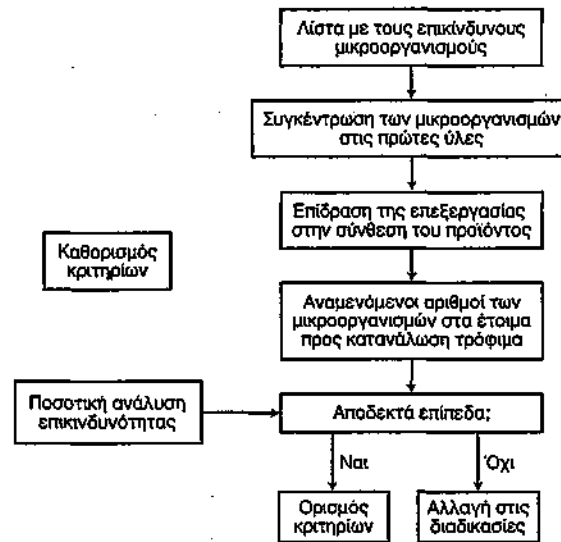 Λίστα με τους επικίνδυνους
μικροοργανισμούς
Συγκέντρωση των μικροοργανισμών
στις πρώτες ύλες
Επίδραση της επεξεργασίας
στην σύνθεση του προϊόντος
Καθορισμός
κριτηρίων
Αναμενόμενοι αριθμοί των
μικροοργανισμών στα έτοιμα
προς κατανάλωση τρόφιμα
Ποσοτική ανάλυση
επικινδυνότητας
Αποδεκτά επίπεδα;
Ναι
Όχι
Ορισμός
κριτηρίων
Αλλαγή στις
διαδικασίες